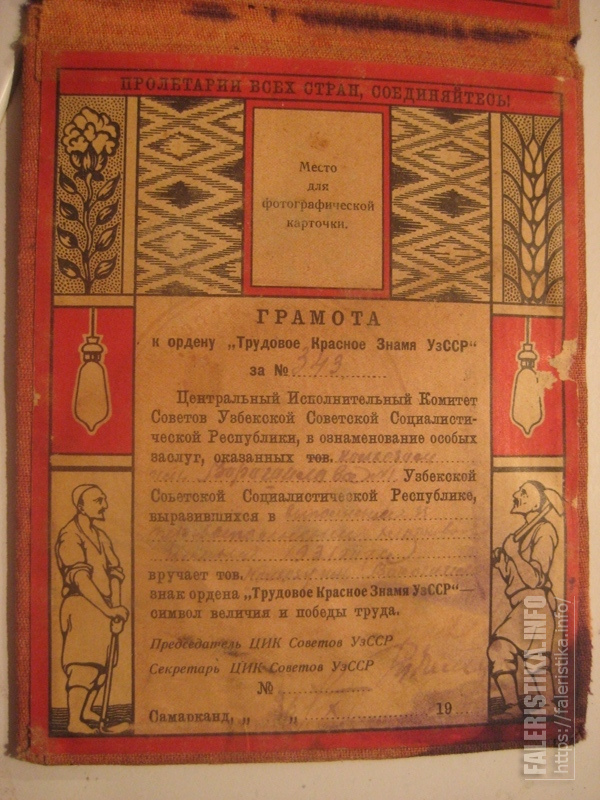 ПРОЛЕТАРИИ ВСЕХ СТРАН, СОЕДИНЯЙТЕСЬ!
Место
для
фотографической
карточки.
ГРАМОТА
к ордену „Трудовое Красное Знамя УзССР"
за № 343
Центральный Исполнительный Комитет
Советов Узбекской Советской Социалисти-
ческой Республики, в ознаменование особых
заслуг, оказанных тов.
Узбекской
Советской Социалистической Республике,
выразившихся в
вручает тов.
знак ордена „Трудовое Красное Знамя УзССР"—
символ величия и победы труда.
Председатель ЦИК Советов УзССР
Секретарь ЦИК Советов УзССР
№
Самарканд, „ „ 19
FALERISTIKA.INFO
https://faleristika.info/